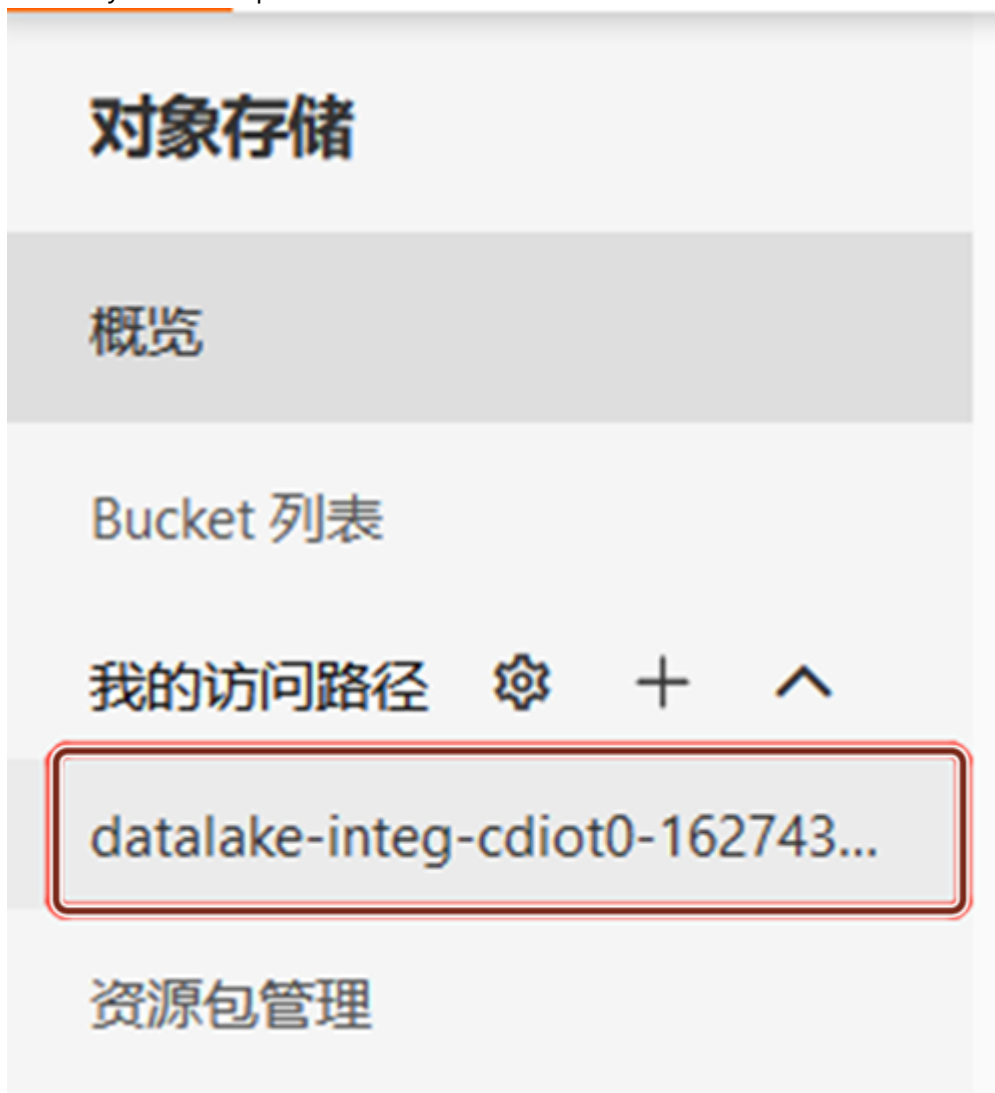 对象存储
概览
Bucket 列表
我的访问路径
datalake-integ-cdiot0-162743...
资源包管理